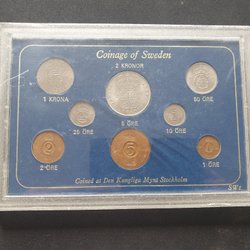 Coinage of Sweden
2 KRONOR
1 KRONA
50 ÖRE
25 ÖRE
5 ÖRE
10 ÖRE
2 ÖRE
1 ÖRE
Coined at Den Kungliga Mynt Stockholm
SW1